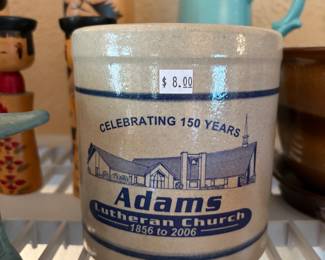 $ 8.00
CELEBRATING 150 YEARS
Adams
Lutheran Church
1856 to 2006